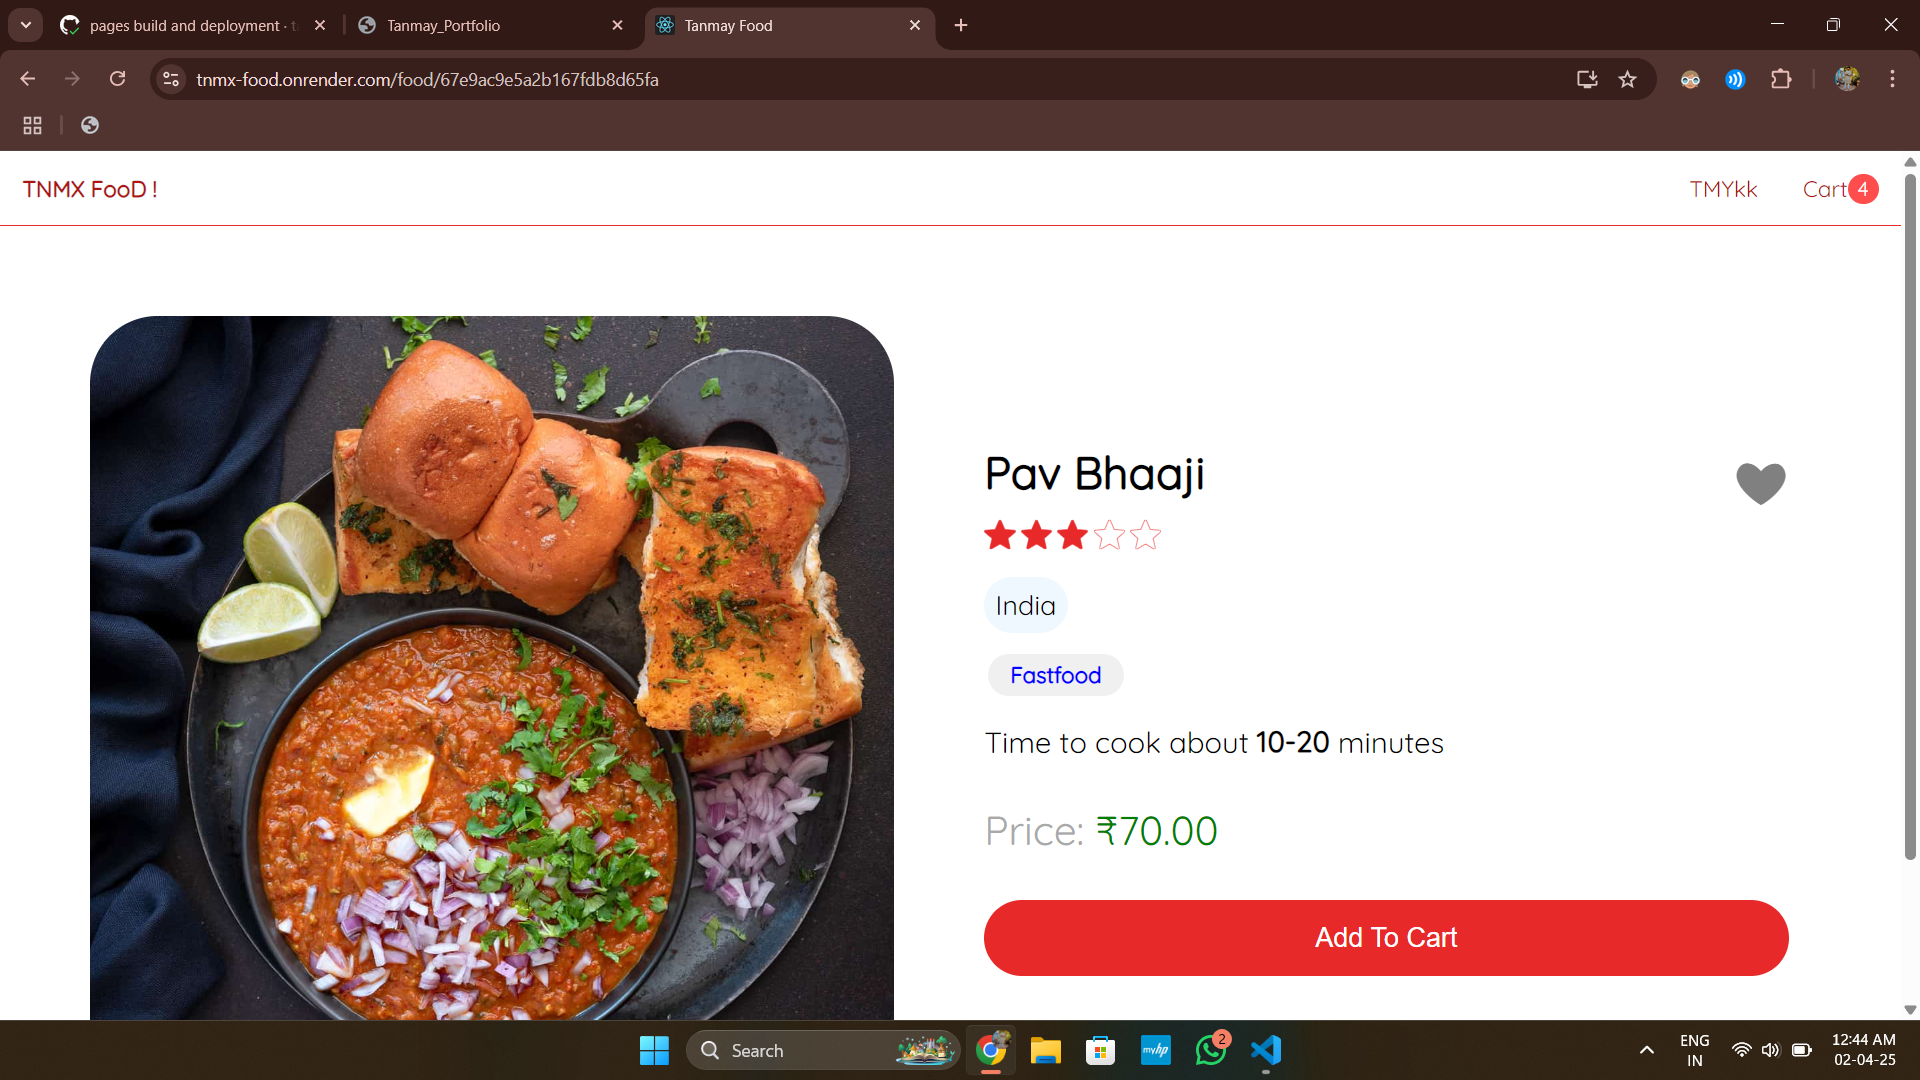 pages build and deployment · t
Tanmay_Portfolio
Tanmay Food
tnmx-food.onrender.com/food/67e9ac9e5a2b167fdb8d65fa
TNMX FooD !
TMYkk
Cart 4
Pav Bhaaji
India
Fastfood
Time to cook about 10-20 minutes
Price: ₹70.00
Add To Cart
Search
myhp
2
ENG
IN
12:44 AM
02-04-25